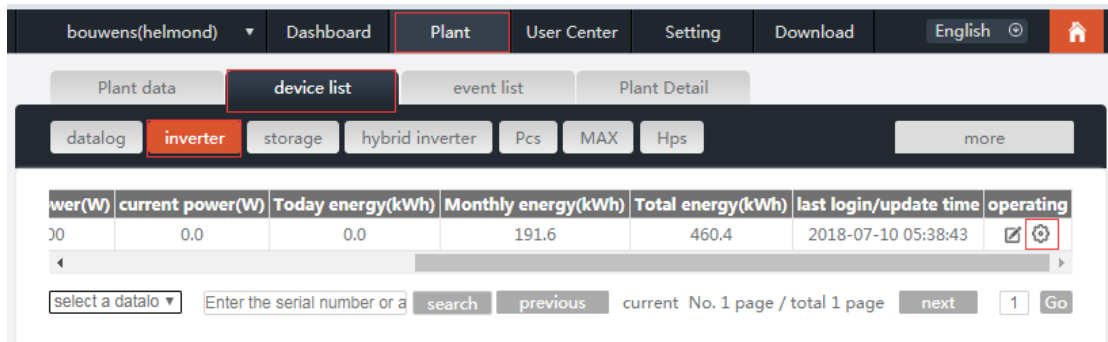 bouwens(helmond) Dashboard Plant User Center Setting Download English
Plant data device list event list Plant Detail
datalog inverter storage hybrid inverter Pcs MAX Hps more
wer(W) current power(W) Today energy(kWh) Monthly energy(kWh) Total energy(kWh) last login/update time operating
00 0.0 0.0 191.6 460.4 2018-07-10 05:38:43
select a datalo Enter the serial number or a search previous current No. 1 page / total 1 page next 1 Go